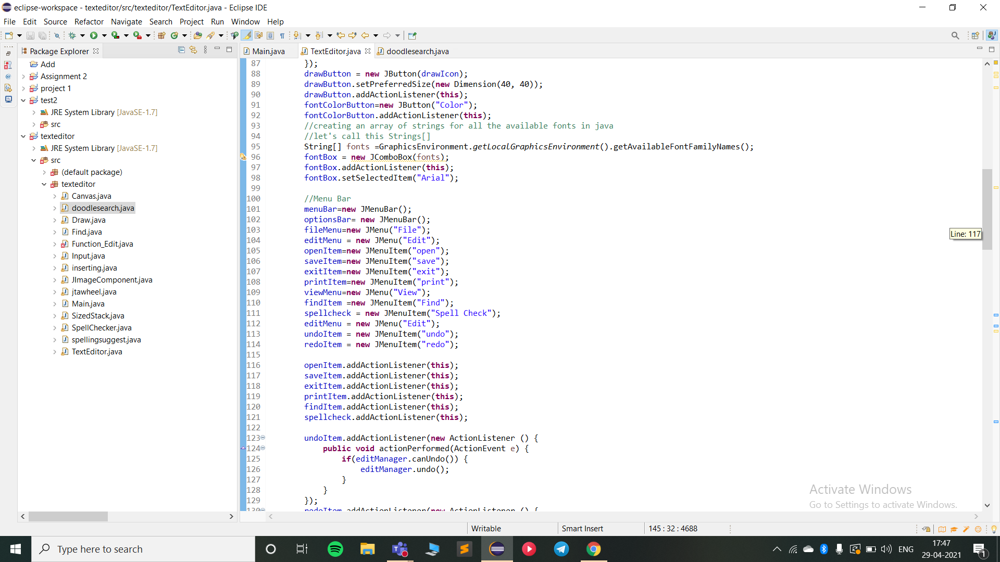 eclipse-workspace - texteditor/src/texteditor/TextEditor.java - Eclipse IDE
File Edit Source Refactor Navigate Search Project Run Window Help
Package Explorer
Main.java TextEditor.java doodlesearch.java
Add
Assignment 2
project 1
test2
JRE System Library [JavaSE-1.7]
src
texteditor
JRE System Library [JavaSE-1.7]
src
(default package)
texteditor
Canvas.java
doodlesearch.java
Draw.java
Find.java
Function_Edit.java
Input.java
inserting.java
JImageComponent.java
jtawheel.java
Main.java
SizedStack.java
SpellChecker.java
spellingsuggest.java
TextEditor.java
87 });
88 drawButton = new JButton(drawIcon);
89 drawButton.setPreferredSize(new Dimension(40, 40));
90 drawButton.addActionListener(this);
91 fontColorButton=new JButton("Color");
92 fontColorButton.addActionListener(this);
93 //creating an array of strings for all the available fonts in java
94 //let's call this Strings[]
95 String[] fonts =GraphicsEnvironment.getLocalGraphicsEnvironment().getAvailableFontFamilyNames();
96 fontBox = new JComboBox(fonts);
97 fontBox.addActionListener(this);
98 fontBox.setSelectedItem("Arial");
99
100 //Menu Bar
101 menuBar=new JMenuBar();
102 optionsBar= new JMenuBar();
103 fileMenu=new JMenu("File");
104 editMenu = new JMenu("Edit");
105 openItem=new JMenuItem("open");
106 saveItem=new JMenuItem("save");
107 exitItem=new JMenuItem("exit");
108 printItem=new JMenuItem("print");
109 viewMenu=new JMenu("View");
110 findItem =new JMenuItem("Find");
111 spellcheck = new JMenuItem("Spell Check");
112 editMenu = new JMenu("Edit");
113 undoItem = new JMenuItem("undo");
114 redoItem = new JMenuItem("redo");
115
116 openItem.addActionListener(this);
117 saveItem.addActionListener(this);
118 exitItem.addActionListener(this);
119 printItem.addActionListener(this);
120 findItem.addActionListener(this);
121 spellcheck.addActionListener(this);
122
123 undoItem.addActionListener(new ActionListener () {
124 public void actionPerformed(ActionEvent e) {
125 if(editManager.canUndo()) {
126 editManager.undo();
127 }
128 }
129 });
130 redoItem.addActionListener(new ActionListener () {
Line: 117
Activate Windows
Go to Settings to activate Windows.
Writable Smart Insert 145 : 32 : 4688
Type here to search
ENG
17:47
29-04-2021
1